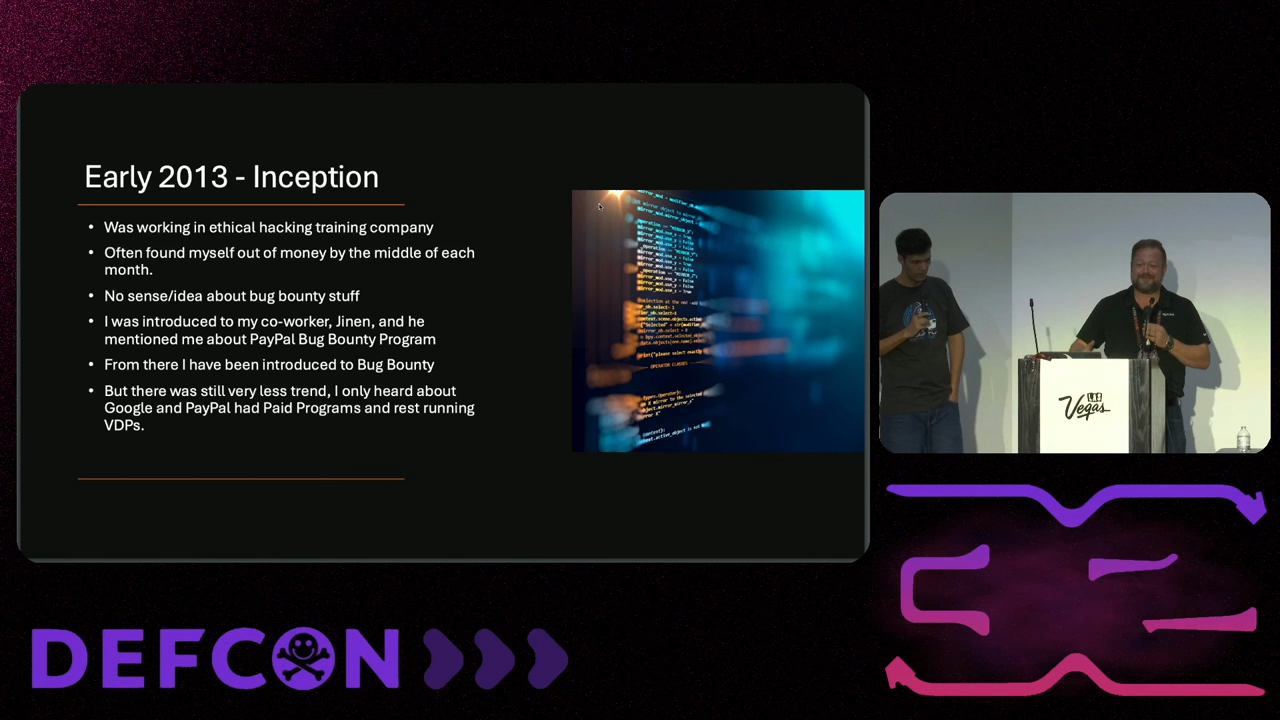 Early 2013 - Inception
• Was working in ethical hacking training company
• Often found myself out of money by the middle of each
month.
• No sense/idea about bug bounty stuff
• I was introduced to my co-worker, Jinen, and he
mentioned me about PayPal Bug Bounty Program
• From there I have been introduced to Bug Bounty
• But there was still very less trend, I only heard about
Google and PayPal had Paid Programs and rest running
VDPs.
LAS
Vegas
DEFCON